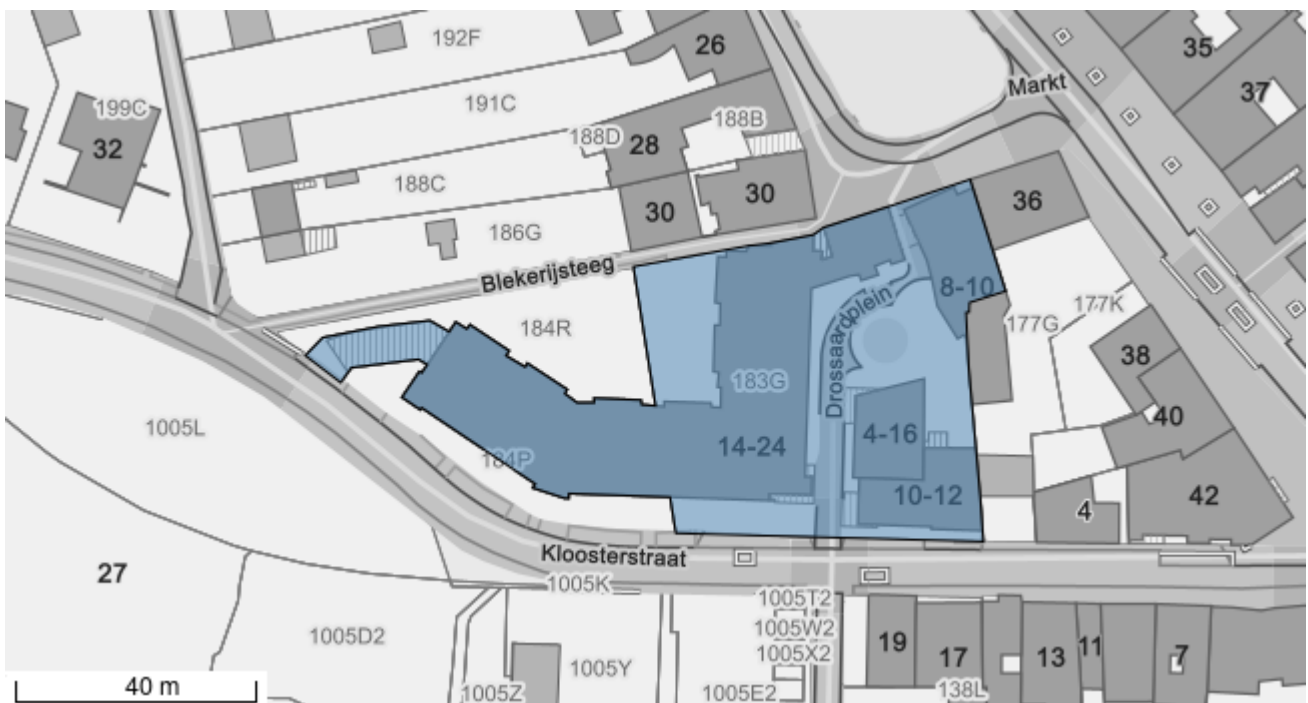 192F
26
35
Markt
37
191C
199C
188B
188D
32
28
188C
36
30
30
186G
Blekerijsteeg
8-10
177K
177G
184R
Drossaardplein
38
183G
40
1005L
4-16
14-24
184P
10-12
4
42
Kloosterstraat
27
1005K
1005T2
1005W2
1005D2
19
17
13
11
7
1005X2
1005Y
40 m
1005Z
1005E2
138L